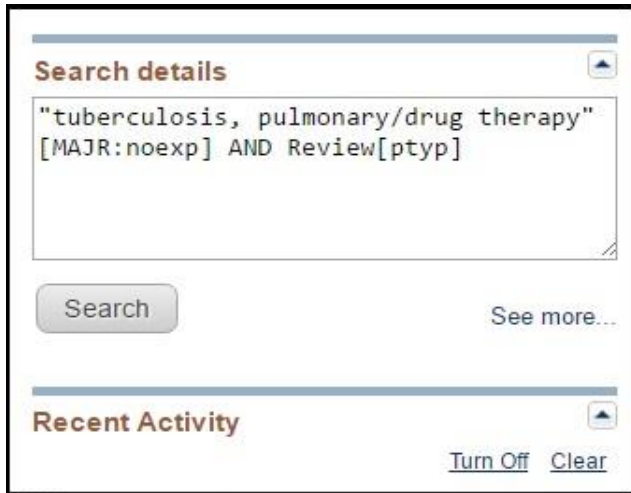 Search details
"tuberculosis, pulmonary/drug therapy"
[MAJR:noexp] AND Review[ptyp]
Search
See more...
Recent Activity
Turn Off Clear